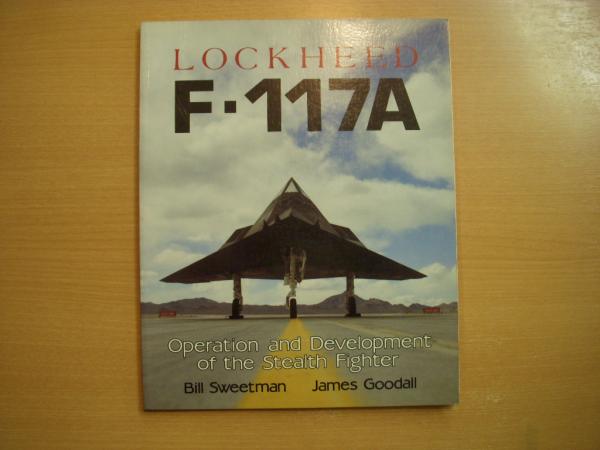 LOCKHEED
F·117A
Operation and Development
of the Stealth Fighter
Bill Sweetman James Goodall